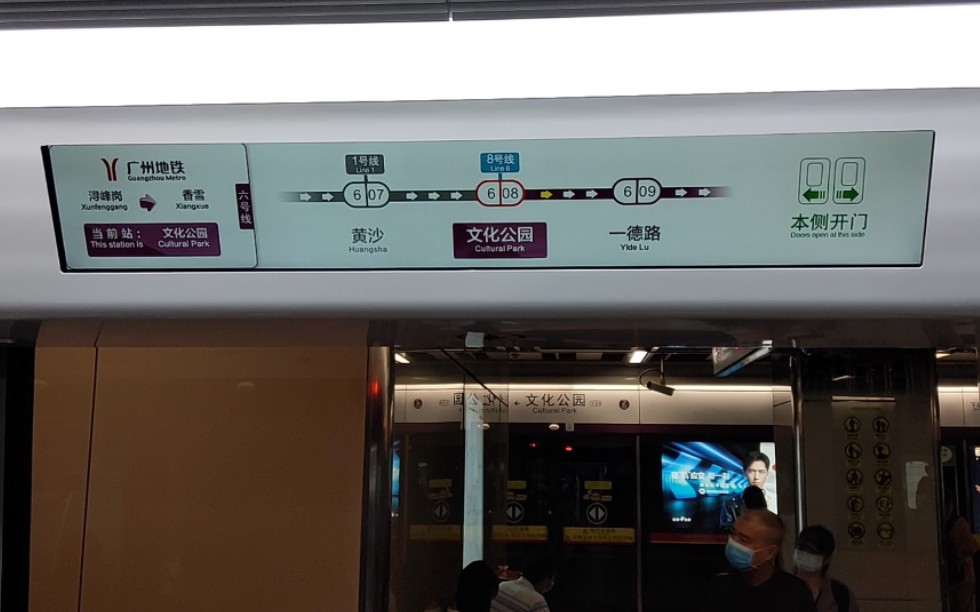 广州地铁
Guangzhou Metro
浔峰岗 香雪
Xunfenggang Xiangxue
当前站： 文化公园
This station is Cultural Park
六号线
1号线
Line 1
8号线
Line 8
6 07
6 08
6 09
黄沙
Huangsha
文化公园
Cultural Park
一德路
Yide Lu
本侧开门
Doors open at this side
文化公园
Cultural Park